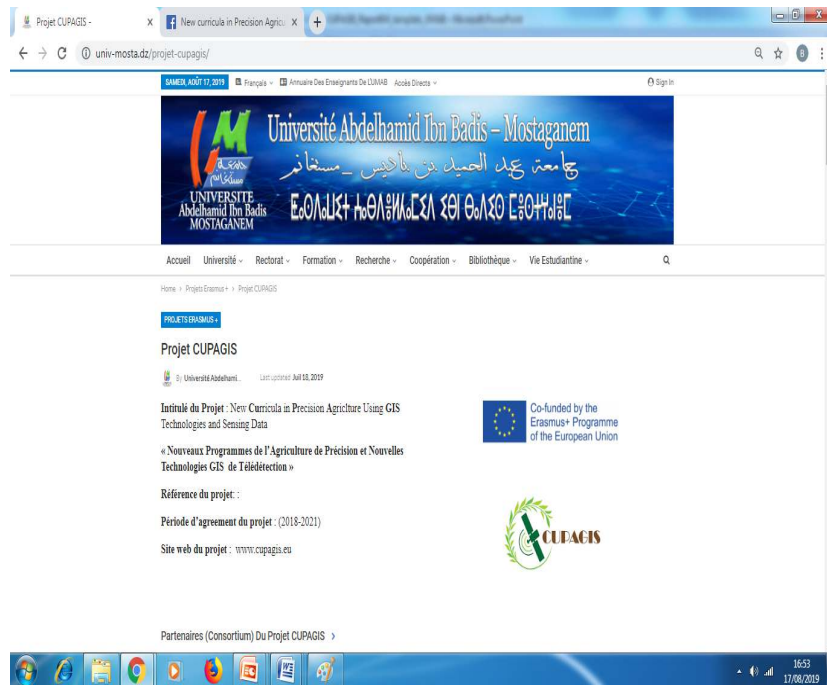 Projet CUPAGIS -
New curricula in Precision Agricu
univ-mosta.dz/projet-cupagis/
SAMEDI, AOÛT 17, 2019 Français Annuaire Des Enseignants De L'UMAB Accès Directs Sign In
Université Abdelhamid Ibn Badis – Mostaganem
جامعة عبد الحميد بن باديس _ مستغانم
UNIVERSITE
Abdelhamid Ibn Badis
MOSTAGANEM
Accueil Université Rectorat Formation Recherche Coopération Bibliothèque Vie Estudiantine
Home > Projets Erasmus + > Projet CUPAGIS
PROJETS ERASMUS +
Projet CUPAGIS
By Université Abdelhami... Last updated Juil 18, 2019
Intitulé du Projet : New Curricula in Precision Agriclture Using GIS
Technologies and Sensing Data
« Nouveaux Programmes de l'Agriculture de Précision et Nouvelles
Technologies GIS de Télédétection »
Référence du projet: :
Période d'agreement du projet : (2018-2021)
Site web du projet : www.cupagis.eu
Co-funded by the
Erasmus+ Programme
of the European Union
CUPAGIS
Partenaires (Consortium) Du Projet CUPAGIS >
16:53
17/08/2019